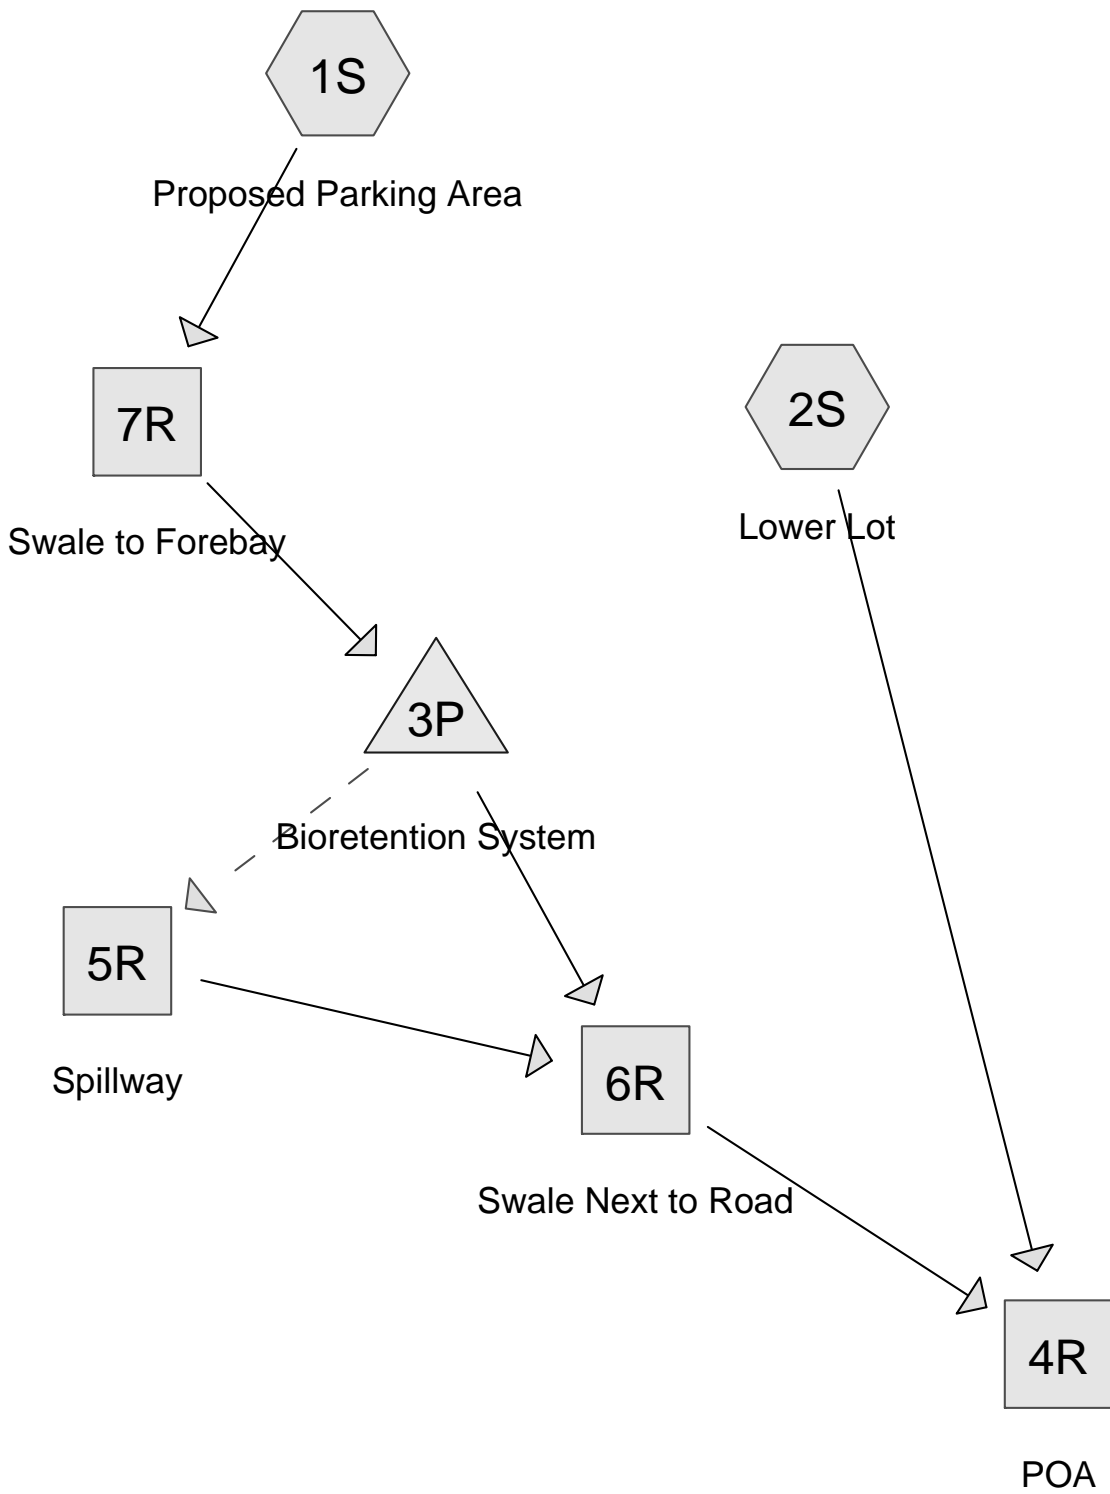 1S
Proposed Parking Area
7R
Swale to Forebay
2S
Lower Lot
3P
Bioretention System
5R
Spillway
6R
Swale Next to Road
4R
POA